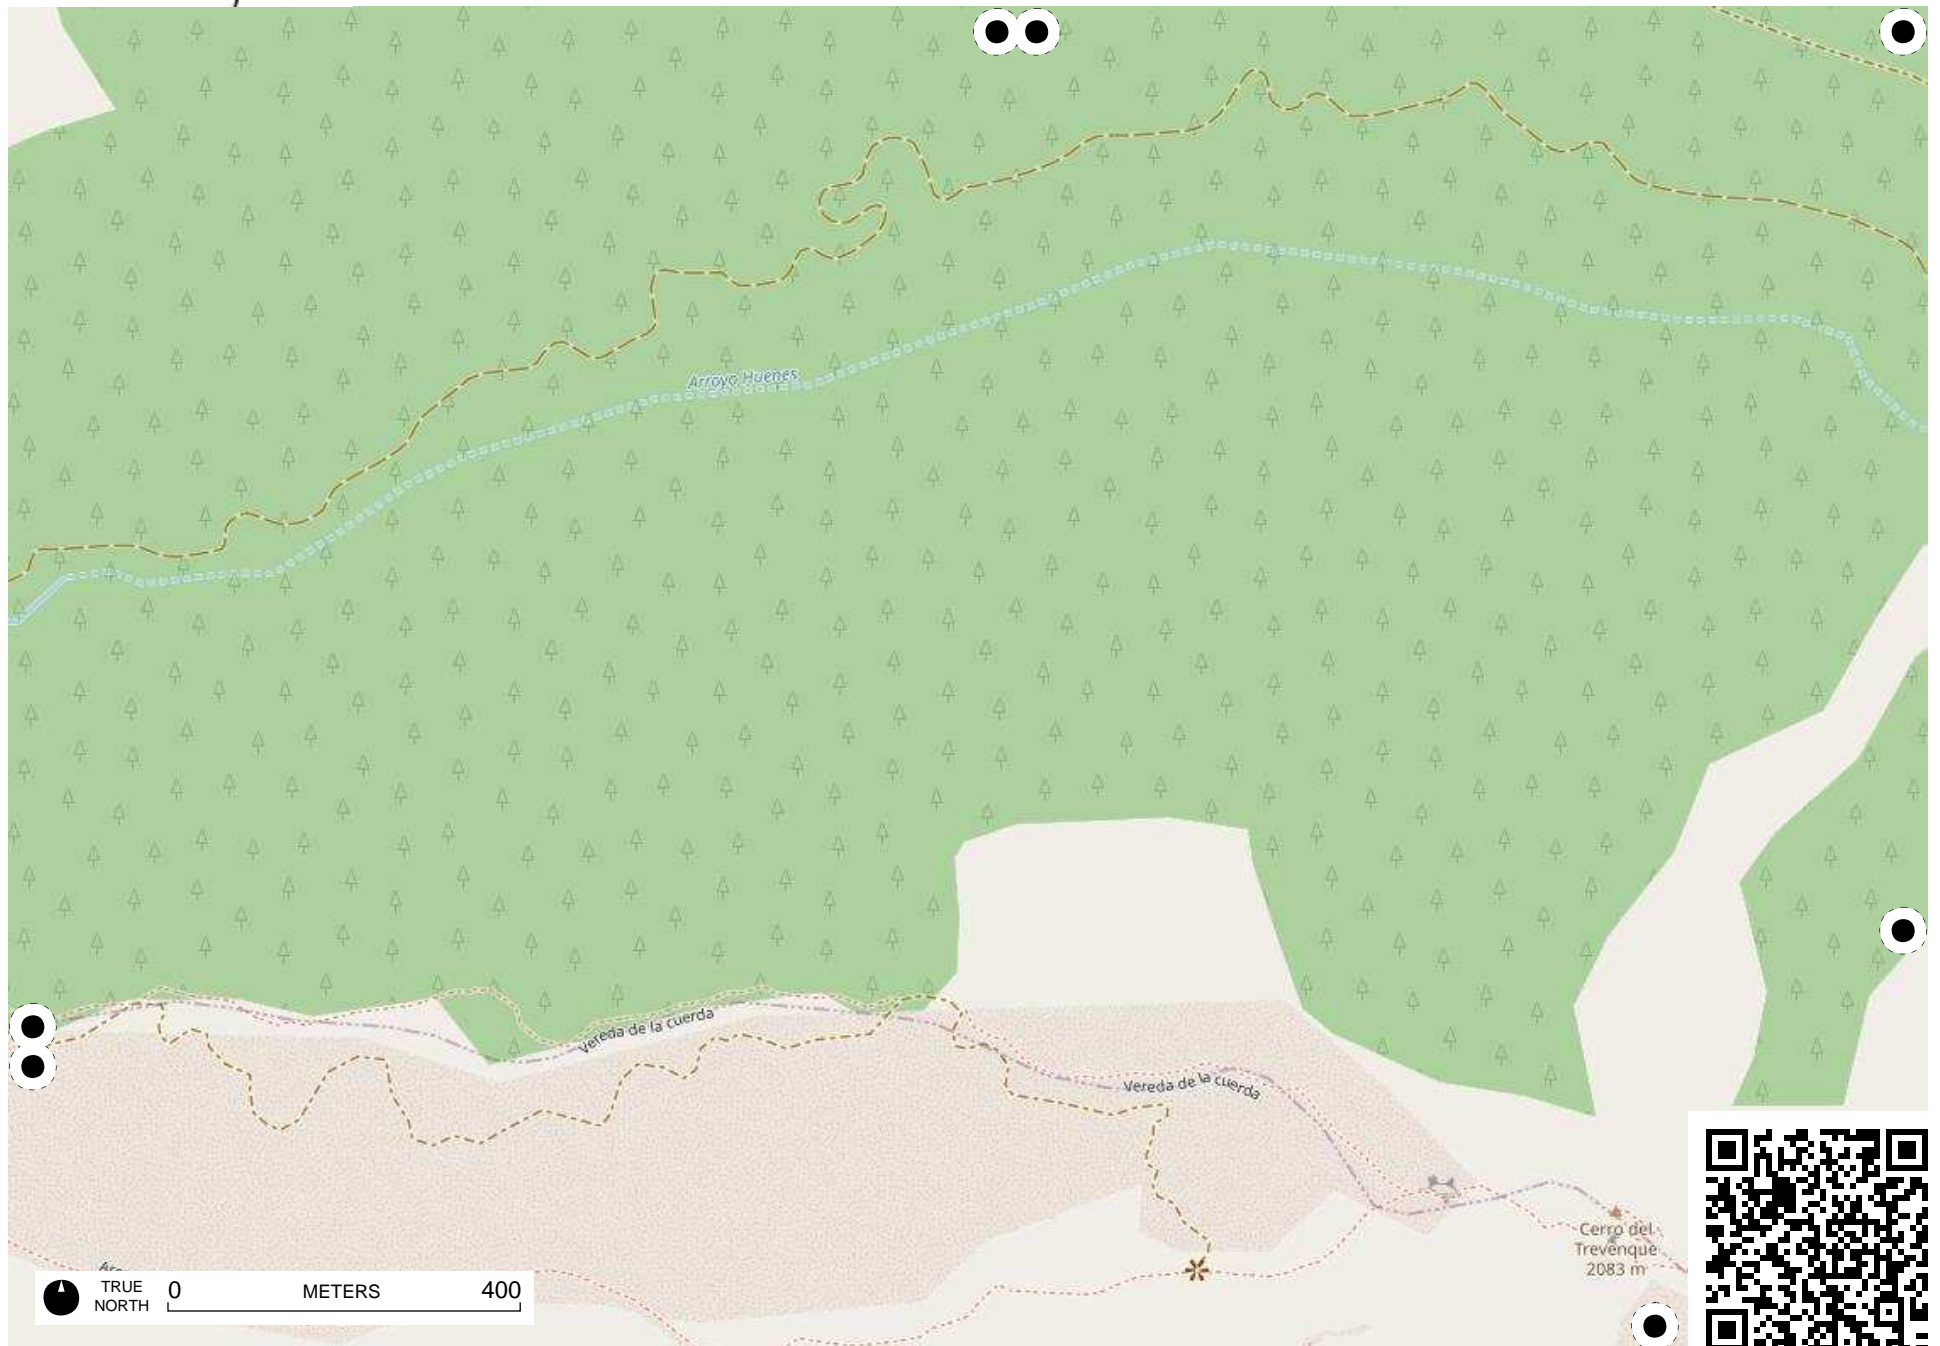 Arroyo Huenes
Vereda de la cuerda
Vereda de la cuerda
Cerro del
Trevenque
2083 m
TRUE
NORTH
0 METERS 400